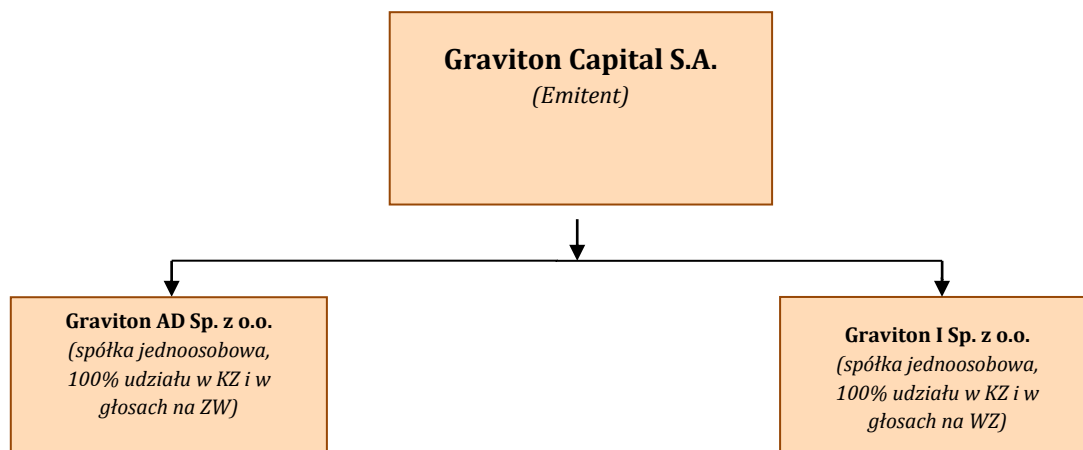 Graviton Capital S.A.
(Emitent)
Graviton AD Sp. z o.o.
(spółka jednoosobowa,
100% udziału w KZ i w
głosach na ZW)
Graviton I Sp. z o.o.
(spółka jednoosobowa,
100% udziału w KZ i w
głosach na WZ)